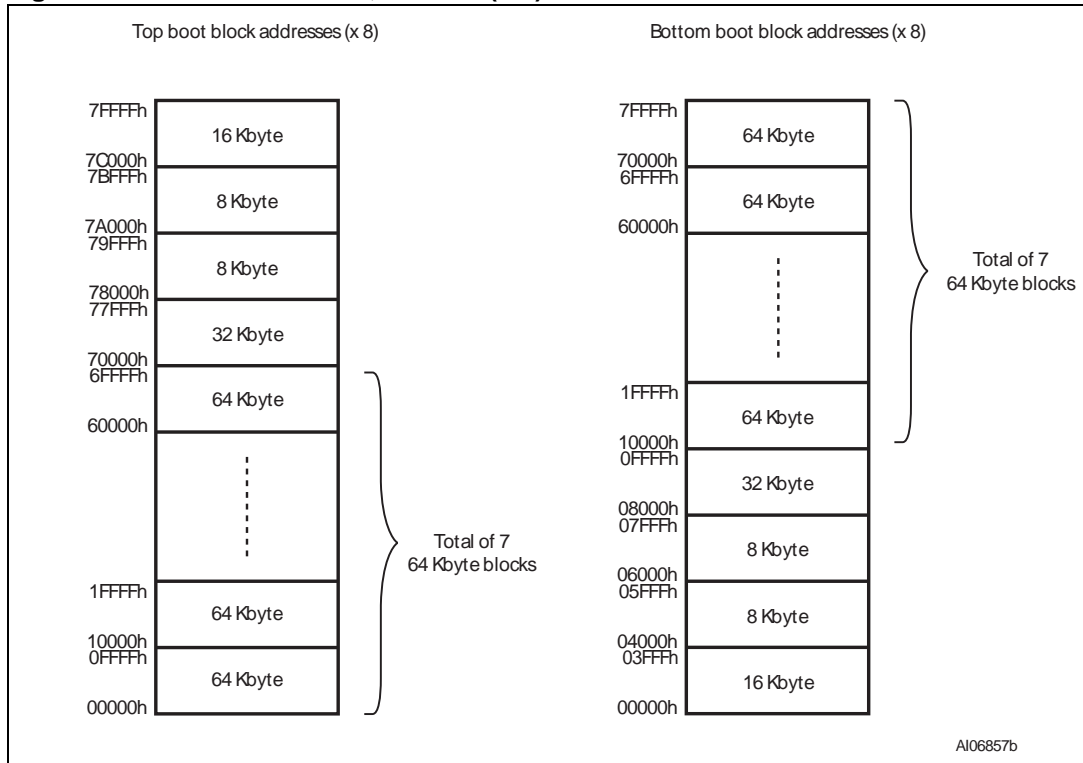 Top boot block addresses (x 8)
7FFFFh
16 Kbyte
7C000h
7BFFFh
8 Kbyte
7A000h
79FFFh
8 Kbyte
78000h
77FFFh
32 Kbyte
70000h
6FFFFh
64 Kbyte
60000h
Total of 7
64 Kbyte blocks
1FFFFh
64 Kbyte
10000h
0FFFFh
64 Kbyte
00000h
Bottom boot block addresses (x 8)
7FFFFh
64 Kbyte
70000h
6FFFFh
64 Kbyte
60000h
Total of 7
64 Kbyte blocks
1FFFFh
64 Kbyte
10000h
0FFFFh
32 Kbyte
08000h
07FFFh
8 Kbyte
06000h
05FFFh
8 Kbyte
04000h
03FFFh
16 Kbyte
00000h
AI06857b